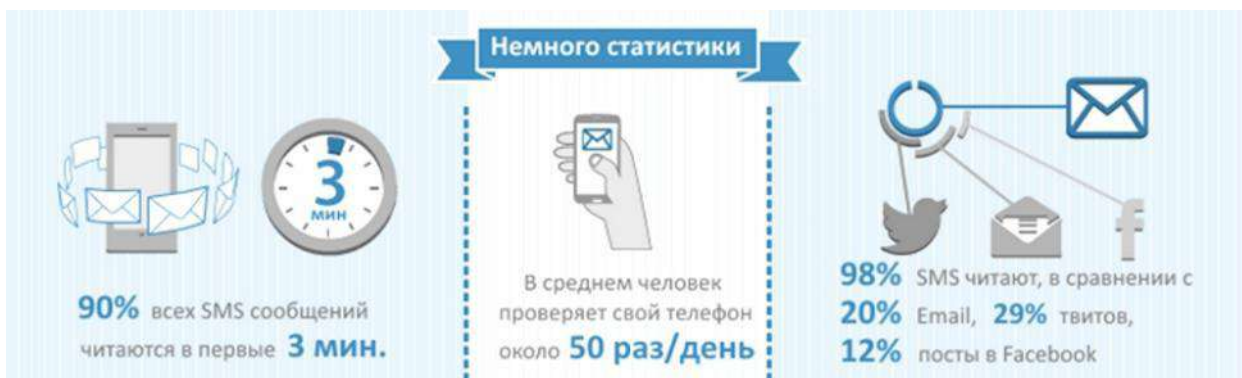 Немного статистики
3
мин
90% всех SMS сообщений
читаются в первые 3 мин.
В среднем человек
проверяет свой телефон
около 50 раз/день
98% SMS читают, в сравнении с
20% Email, 29% твитов,
12% посты в Facebook